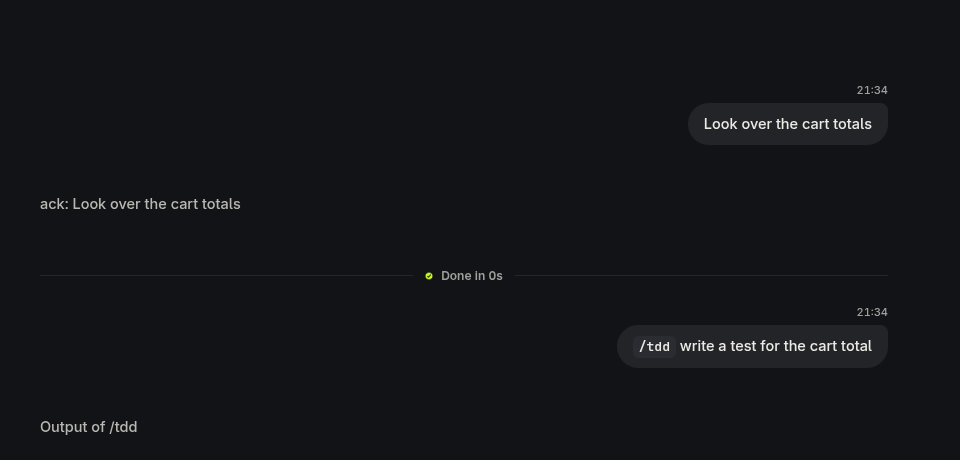 21:34
Look over the cart totals
ack: Look over the cart totals
Done in 0s
21:34
/tdd write a test for the cart total
Output of /tdd